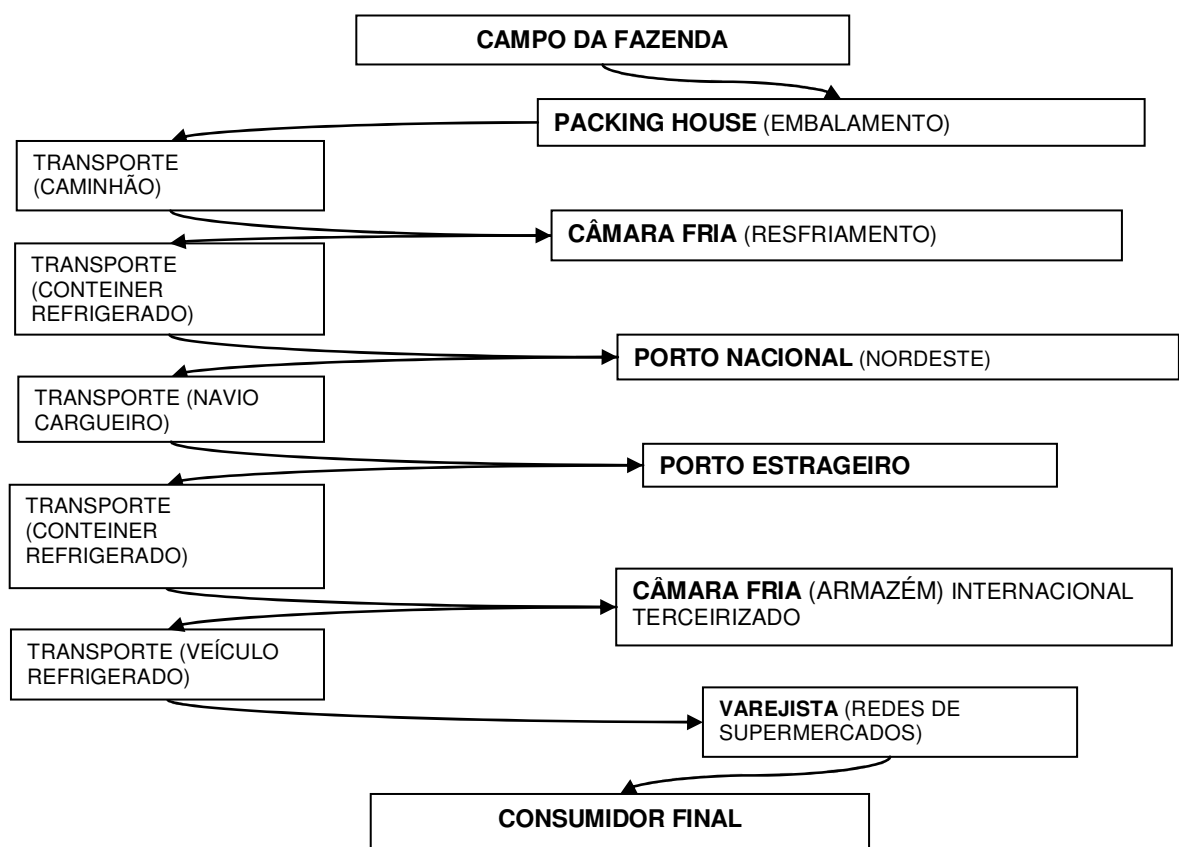 CAMPO DA FAZENDA
PACKING HOUSE (EMBALAMENTO)
TRANSPORTE
(CAMINHÃO)
CÂMARA FRIA (RESFRIAMENTO)
TRANSPORTE
(CONTEINER
REFRIGERADO)
PORTO NACIONAL (NORDESTE)
TRANSPORTE (NAVIO
CARGUEIRO)
PORTO ESTRAGEIRO
TRANSPORTE
(CONTEINER
REFRIGERADO)
CÂMARA FRIA (ARMAZÉM) INTERNACIONAL
TERCEIRIZADO
TRANSPORTE (VEÍCULO
REFRIGERADO)
VAREJISTA (REDES DE
SUPERMERCADOS)
CONSUMIDOR FINAL